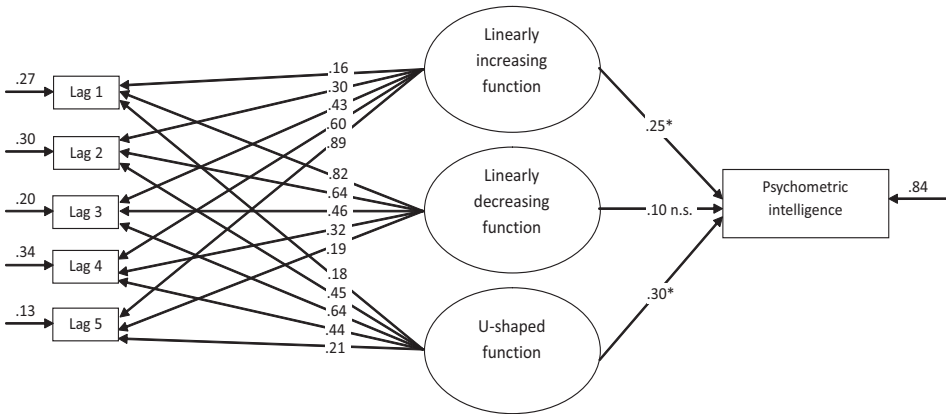 Linearly
increasing
function
.27
Lag 1
.30
Lag 2
.20
Lag 3
.34
Lag 4
.13
Lag 5
.16
.30
.43
.60
.89
.82
.64
.46
.32
.19
.18
.45
.64
.44
.21
Linearly
decreasing
function
U-shaped
function
.25*
.10 n.s.
.30*
Psychometric
intelligence
.84